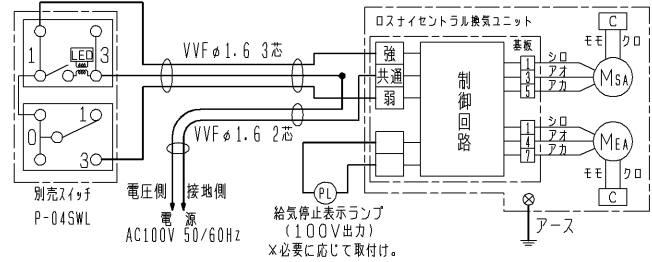 ロスナイセントラル換気ユニット
C
モモ クロ
1
LED
3
VVFφ1.6 3芯
強
共通
弱
基板
1
3
5
シロ
アオ
アカ
MSA
制御回路
0
1
3
VVFφ1.6 2芯
1
4
7
シロ
アオ
アカ
MEA
モモ クロ
C
別売スイッチ
P-04SWL
電圧側
接地側
電源
AC100V 50/60Hz
PL
給気停止表示ランプ
(100V出力)
※必要に応じて取付け。
アース